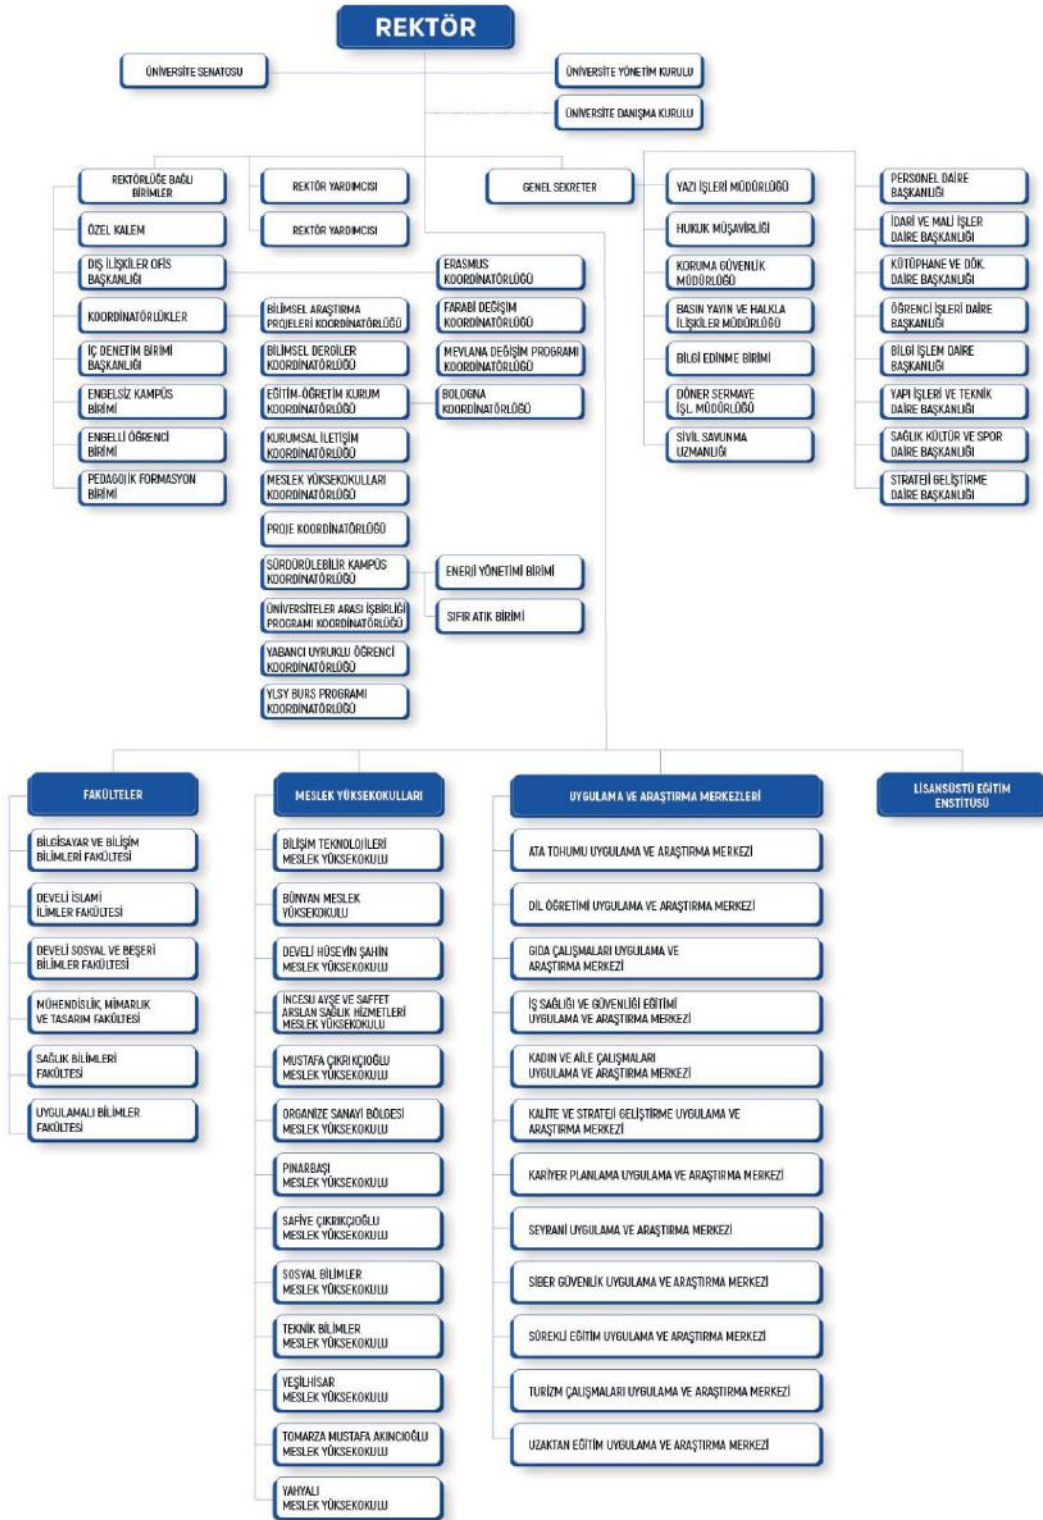 REKTÖR
ÜNİVERSİTE SENATOSU
ÜNİVERSİTE YÖNETİM KURULU
ÜNİVERSİTE DANIŞMA KURULU
REKTÖRLÜĞE BAĞLI
BİRİMLER
ÖZEL KALEM
DIŞ İLİŞKİLER OFİS
BAŞKANLIĞI
KOORDİNATÖRLÜKLER
İÇ DENETİM BİRİMİ
BAŞKANLIĞI
ENGELSİZ KAMPÜS
BİRİMİ
ENGELLİ ÖĞRENCİ
BİRİMİ
PEDAGOJİK FORMASYON
BİRİMİ
REKTÖR YARDIMCISI
REKTÖR YARDIMCISI
BİLİMSEL ARAŞTIRMA
PROJELERİ KOORDİNATÖRLÜĞÜ
BİLİMSEL DERGİLER
KOORDİNATÖRLÜĞÜ
EĞİTİM-ÖĞRETİM KURUM
KOORDİNATÖRLÜĞÜ
KURUMSAL İLETİŞİM
KOORDİNATÖRLÜĞÜ
MESLEK YÜKSEKOKULLARI
KOORDİNATÖRLÜĞÜ
PROJE KOORDİNATÖRLÜĞÜ
SÜRDÜRÜLEBİLİR KAMPÜS
KOORDİNATÖRLÜĞÜ
ÜNİVERSİTELER ARASI İŞBİRLİĞİ
PROGRAMI KOORDİNATÖRLÜĞÜ
YABANCI UYRUKLU ÖĞRENCİ
KOORDİNATÖRLÜĞÜ
YLSY BURS PROGRAMI
KOORDİNATÖRLÜĞÜ
ERASMUS
KOORDİNATÖRLÜĞÜ
FARABİ DEĞİŞİM
KOORDİNATÖRLÜĞÜ
MEVLANA DEĞİŞİM PROGRAMI
KOORDİNATÖRLÜĞÜ
BOLOGNA
KOORDİNATÖRLÜĞÜ
ENERJİ YÖNETİMİ BİRİMİ
SIFIR ATIK BİRİMİ
GENEL SEKRETER
YAZI İŞLERİ MÜDÜRLÜĞÜ
HUKUK MÜŞAVİRLİĞİ
KORUMA GÜVENLİK
MÜDÜRLÜĞÜ
BASIN YAYIN VE HALKLA
İLİŞKİLER MÜDÜRLÜĞÜ
BİLGİ EDİNME BİRİMİ
DÖNER SERMAYE
İŞL. MÜDÜRLÜĞÜ
SİVİL SAVUNMA
UZMANLIĞI
PERSONEL DAİRE
BAŞKANLIĞI
İDARİ VE MALİ İŞLER
DAİRE BAŞKANLIĞI
KÜTÜPHANE VE DÖK.
DAİRE BAŞKANLIĞI
ÖĞRENCİ İŞLERİ DAİRE
BAŞKANLIĞI
BİLGİ İŞLEM DAİRE
BAŞKANLIĞI
YAPI İŞLERİ VE TEKNİK
DAİRE BAŞKANLIĞI
SAĞLIK KÜLTÜR VE SPOR
DAİRE BAŞKANLIĞI
STRATEJİ GELİŞTİRME
DAİRE BAŞKANLIĞI
FAKÜLTELER
BİLGİSAYAR VE BİLİŞİM
BİLİMLERİ FAKÜLTESİ
DEVELİ İSLAMİ
İLİMLER FAKÜLTESİ
DEVELİ SOSYAL VE BEŞERİ
BİLİMLER FAKÜLTESİ
MÜHENDİSLİK, MİMARLIK
VE TASARIM FAKÜLTESİ
SAĞLIK BİLİMLERİ
FAKÜLTESİ
UYGULAMALI BİLİMLER
FAKÜLTESİ
MESLEK YÜKSEKOKULLARI
BİLİŞİM TEKNOLOJİLERİ
MESLEK YÜKSEKOKULU
BÜNYAN MESLEK
YÜKSEKOKULU
DEVELİ HÜSEYİN ŞAHİN
MESLEK YÜKSEKOKULU
İNCESU AYŞE VE SAFFET
ARSLAN SAĞLIK HİZMETLERİ
MESLEK YÜKSEKOKULU
MUSTAFA ÇIKRIKÇIOĞLU
MESLEK YÜKSEKOKULU
ORGANİZE SANAYİ BÖLGESİ
MESLEK YÜKSEKOKULU
PINARBAŞI
MESLEK YÜKSEKOKULU
SAFİYE ÇIKRIKÇIOĞLU
MESLEK YÜKSEKOKULU
SOSYAL BİLİMLER
MESLEK YÜKSEKOKULU
TEKNİK BİLİMLER
MESLEK YÜKSEKOKULU
YEŞİLHİSAR
MESLEK YÜKSEKOKULU
TOMARZA MUSTAFA AKINCIOĞLU
MESLEK YÜKSEKOKULU
YAHYALI
MESLEK YÜKSEKOKULU
UYGULAMA VE ARAŞTIRMA MERKEZLERİ
ATA TOHUMU UYGULAMA VE ARAŞTIRMA MERKEZİ
DİL ÖĞRETİMİ UYGULAMA VE ARAŞTIRMA MERKEZİ
GIDA ÇALIŞMALARI UYGULAMA VE
ARAŞTIRMA MERKEZİ
İŞ SAĞLIĞI VE GÜVENLİĞİ EĞİTİMİ
UYGULAMA VE ARAŞTIRMA MERKEZİ
KADIN VE AİLE ÇALIŞMALARI
UYGULAMA VE ARAŞTIRMA MERKEZİ
KALİTE VE STRATEJİ GELİŞTİRME UYGULAMA VE
ARAŞTIRMA MERKEZİ
KARİYER PLANLAMA UYGULAMA VE ARAŞTIRMA MERKEZİ
SEYRANİ UYGULAMA VE ARAŞTIRMA MERKEZİ
SİBER GÜVENLİK UYGULAMA VE ARAŞTIRMA MERKEZİ
SÜREKLİ EĞİTİM UYGULAMA VE ARAŞTIRMA MERKEZİ
TURİZM ÇALIŞMALARI UYGULAMA VE ARAŞTIRMA MERKEZİ
UZAKTAN EĞİTİM UYGULAMA VE ARAŞTIRMA MERKEZİ
LİSANSÜSTÜ EĞİTİM
ENSTİTÜSÜ